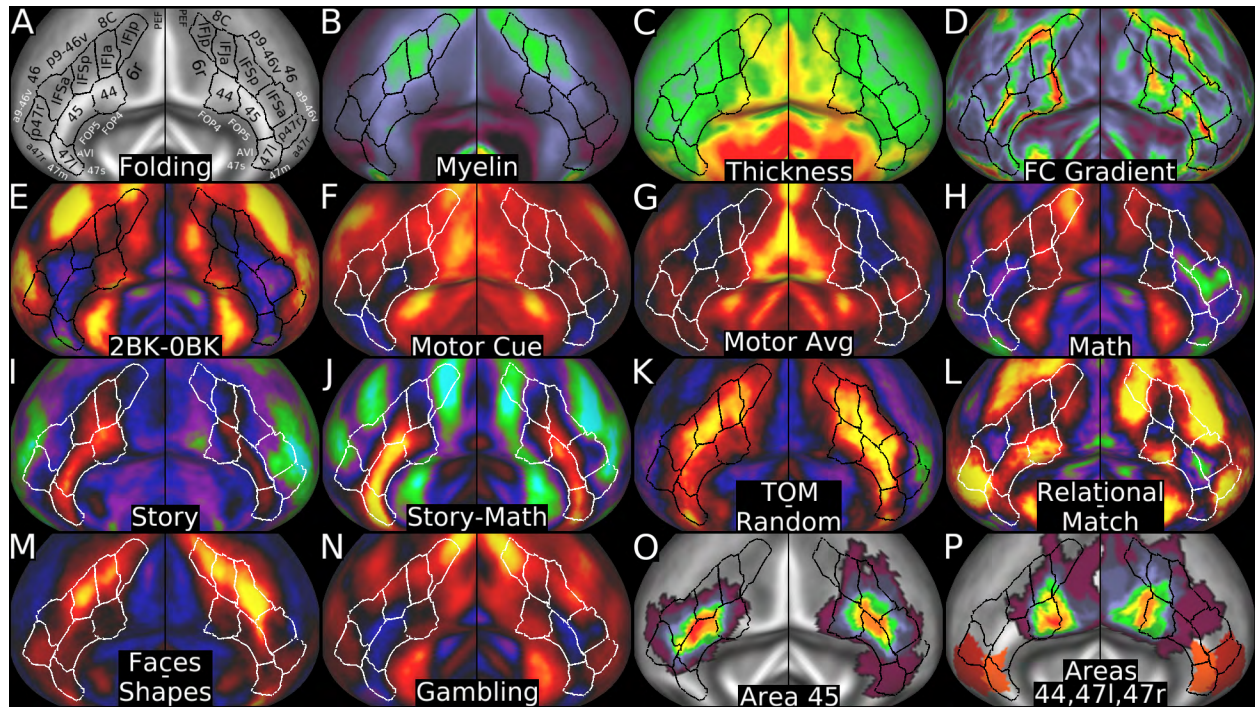 A
8C
PEF
PEF
8C
p9-46v
IFJp
IFJp
p9-46v
IFJa
IFJa
46
IFSp
6r
6r
IFSp
46
a9-46v
IFSa
44
44
IFSa
a9-46v
p47r
45
45
p47r
FOP5
FOP4
FOP4
FOP5
a47r
47l
AVI
AVI
47l
a47r
47m
47s
47s
47m
Folding
B
Myelin
C
Thickness
D
FC Gradient
E
2BK-0BK
F
Motor Cue
G
Motor Avg
H
Math
I
Story
J
Story-Math
K
TOM
-
Random
L
Relational
-
Match
M
Faces
-
Shapes
N
Gambling
O
Area 45
P
Areas
44,47l,47r